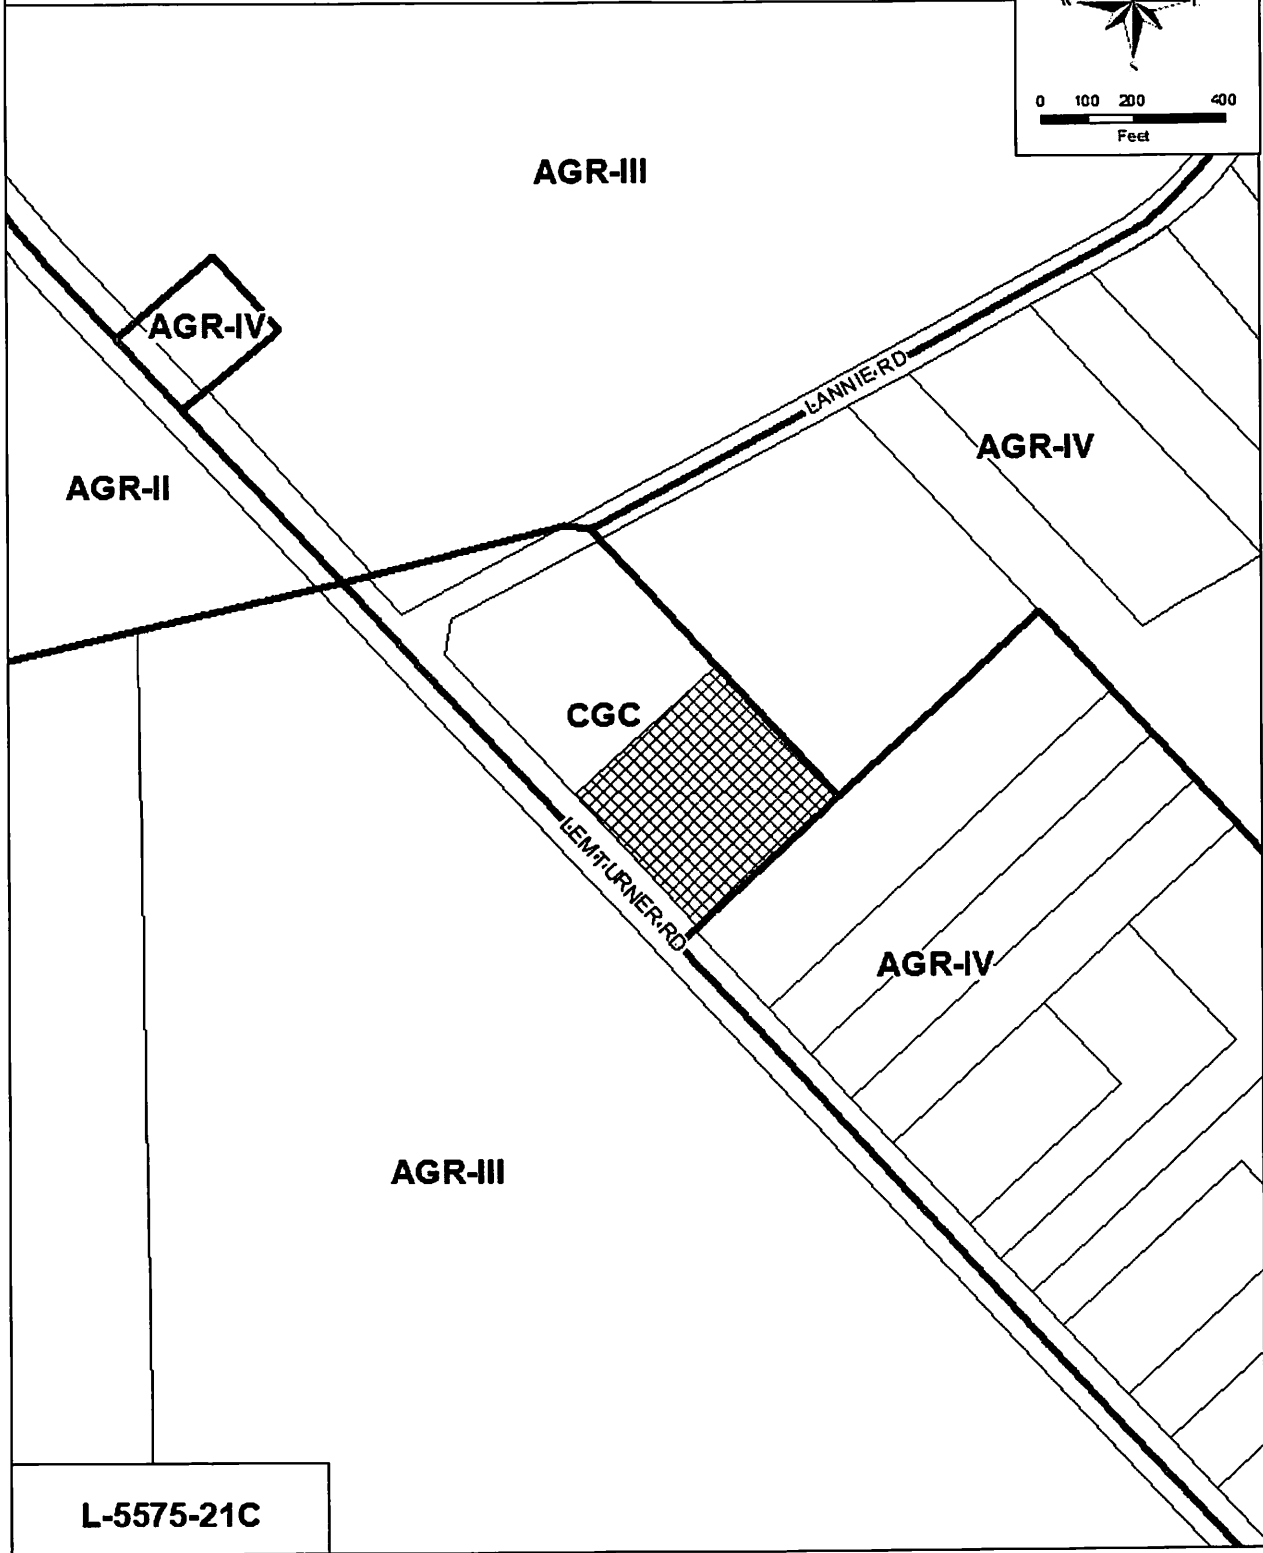 S
0 100 200 400
Feet
AGR-III
AGR-IV
LANNIE RD
AGR-IV
AGR-II
CGC
LEM TURNER RD
AGR-IV
AGR-III
L-5575-21C